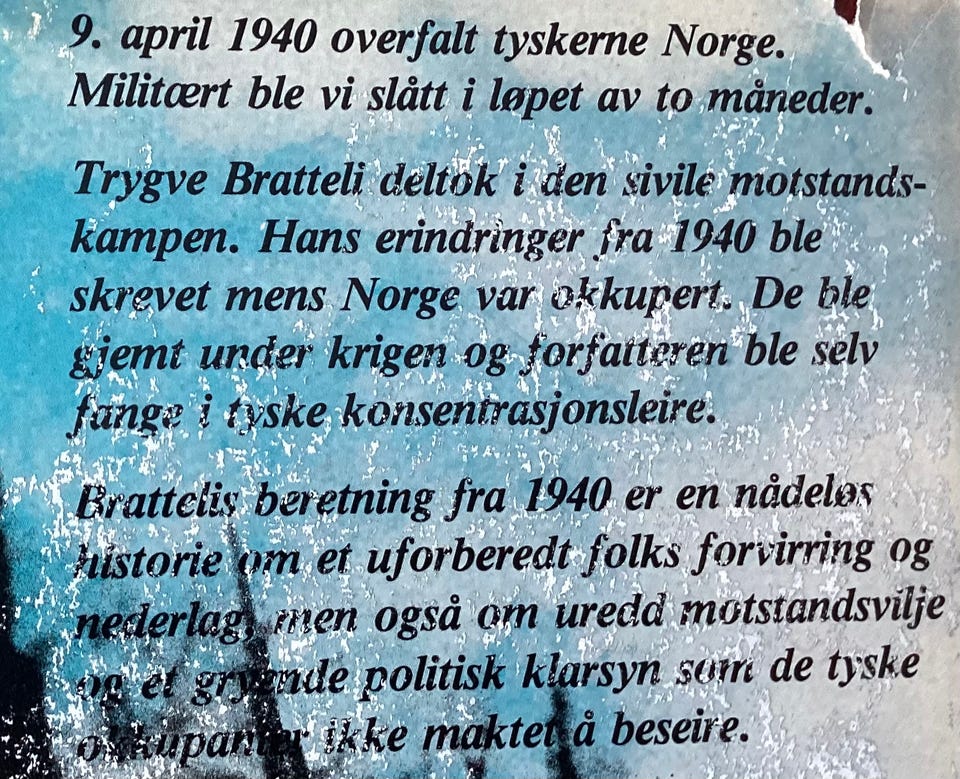 9. april 1940 overfalt tyskerne Norge.
Militært ble vi slått i løpet av to måneder.
Trygve Bratteli deltok i den sivile motstands-
kampen. Hans erindringer fra 1940 ble
skrevet mens Norge var okkupert. De ble
gjemt under krigen og forfatteren ble selv
fange i tyske konsentrasjonsleire.
Brattelis beretning fra 1940 er en nådeløs
historie om et uforberedt folks forvirring og
nederlag, men også om uredd motstandsvilje
og et gryende politisk klarsyn som de tyske
okkupanter ikke maktet å beseire.